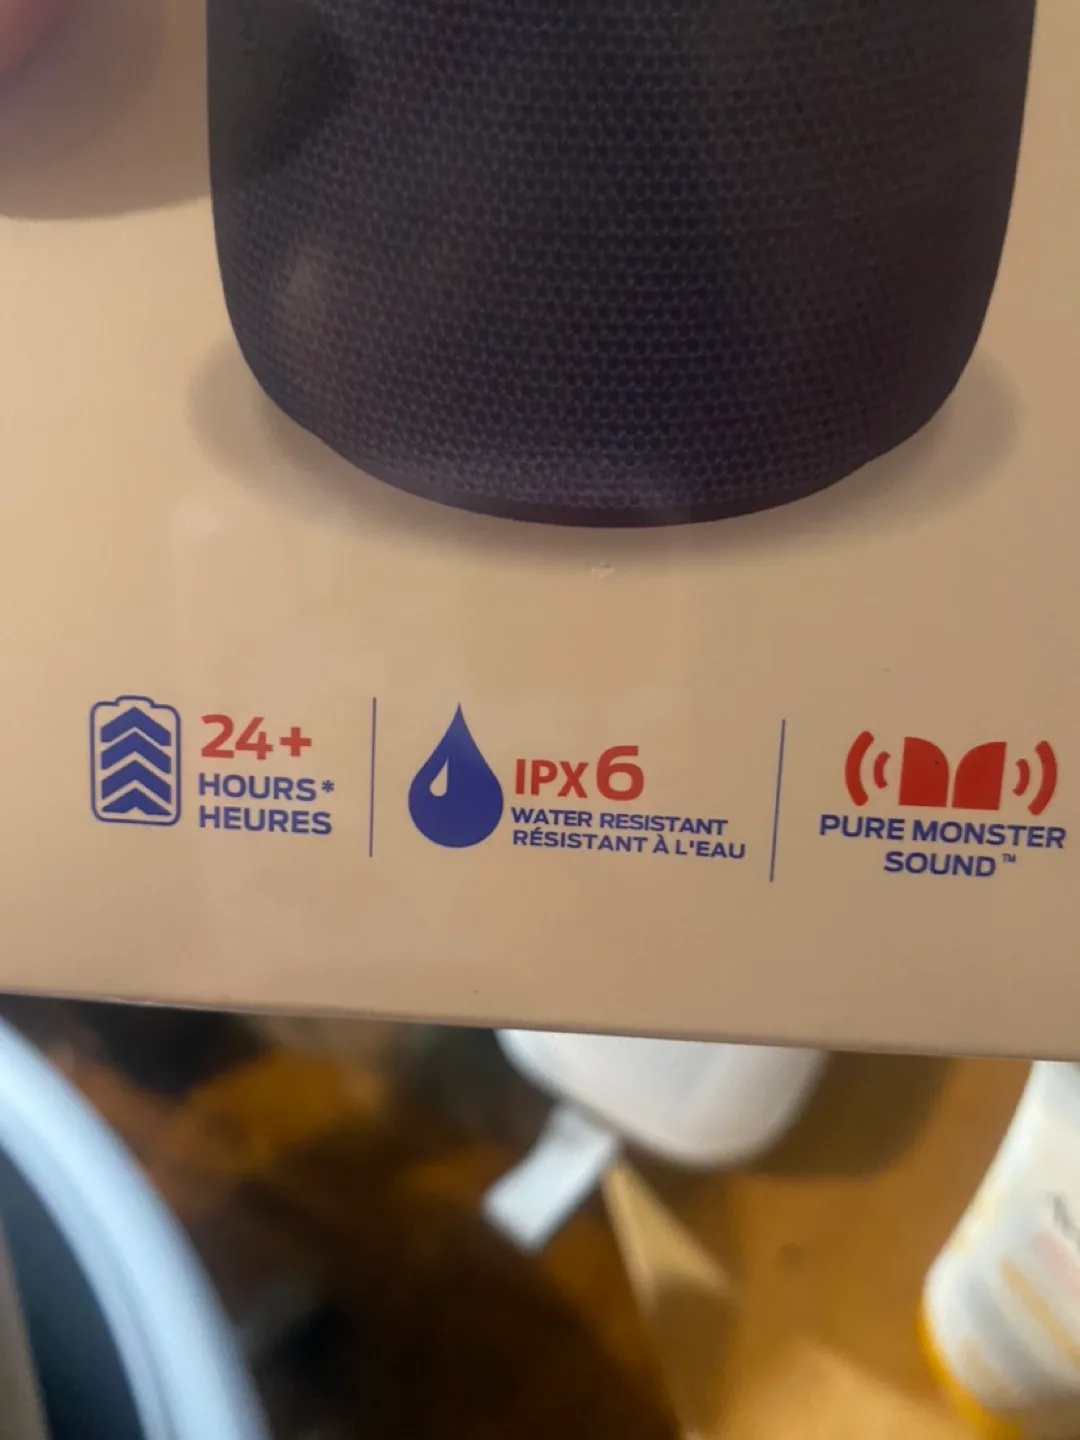 24+
HOURS*
HEURES
IPX6
WATER RESISTANT
RÉSISTANT À L'EAU
PURE MONSTER
SOUND™